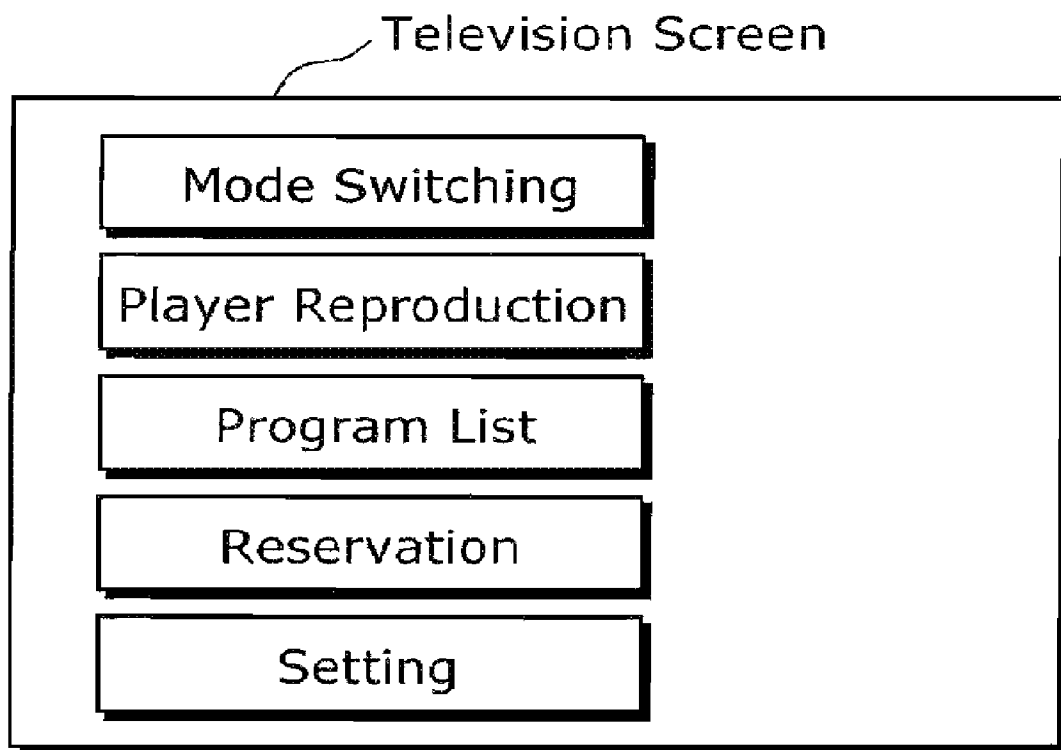 Television Screen
Mode Switching
Player Reproduction
Program List
Reservation
Setting